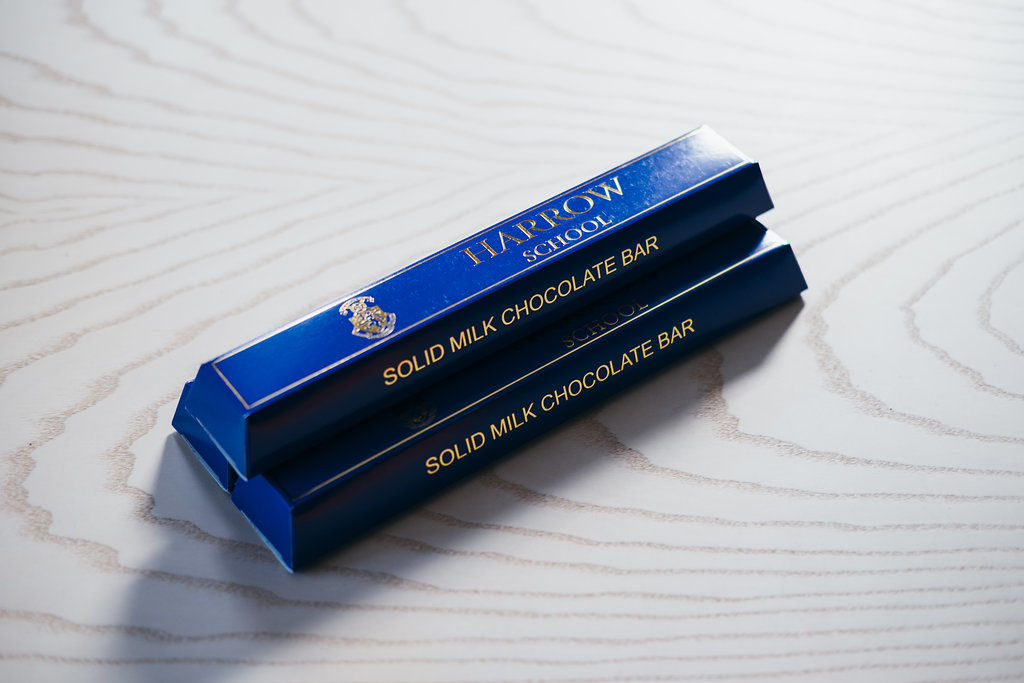 HARROW
SCHOOL
SOLID MILK CHOCOLATE BAR
SCHOOL
SOLID MILK CHOCOLATE BAR